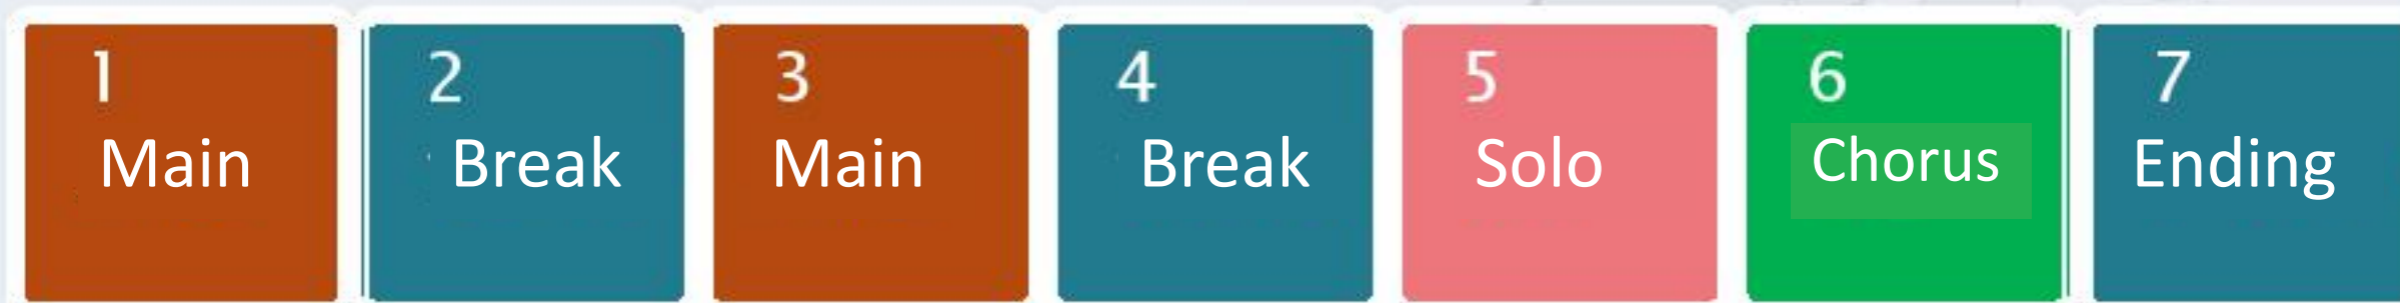 1
Main
2
Break
3
Main
4
Break
5
Solo
6
Chorus
7
Ending